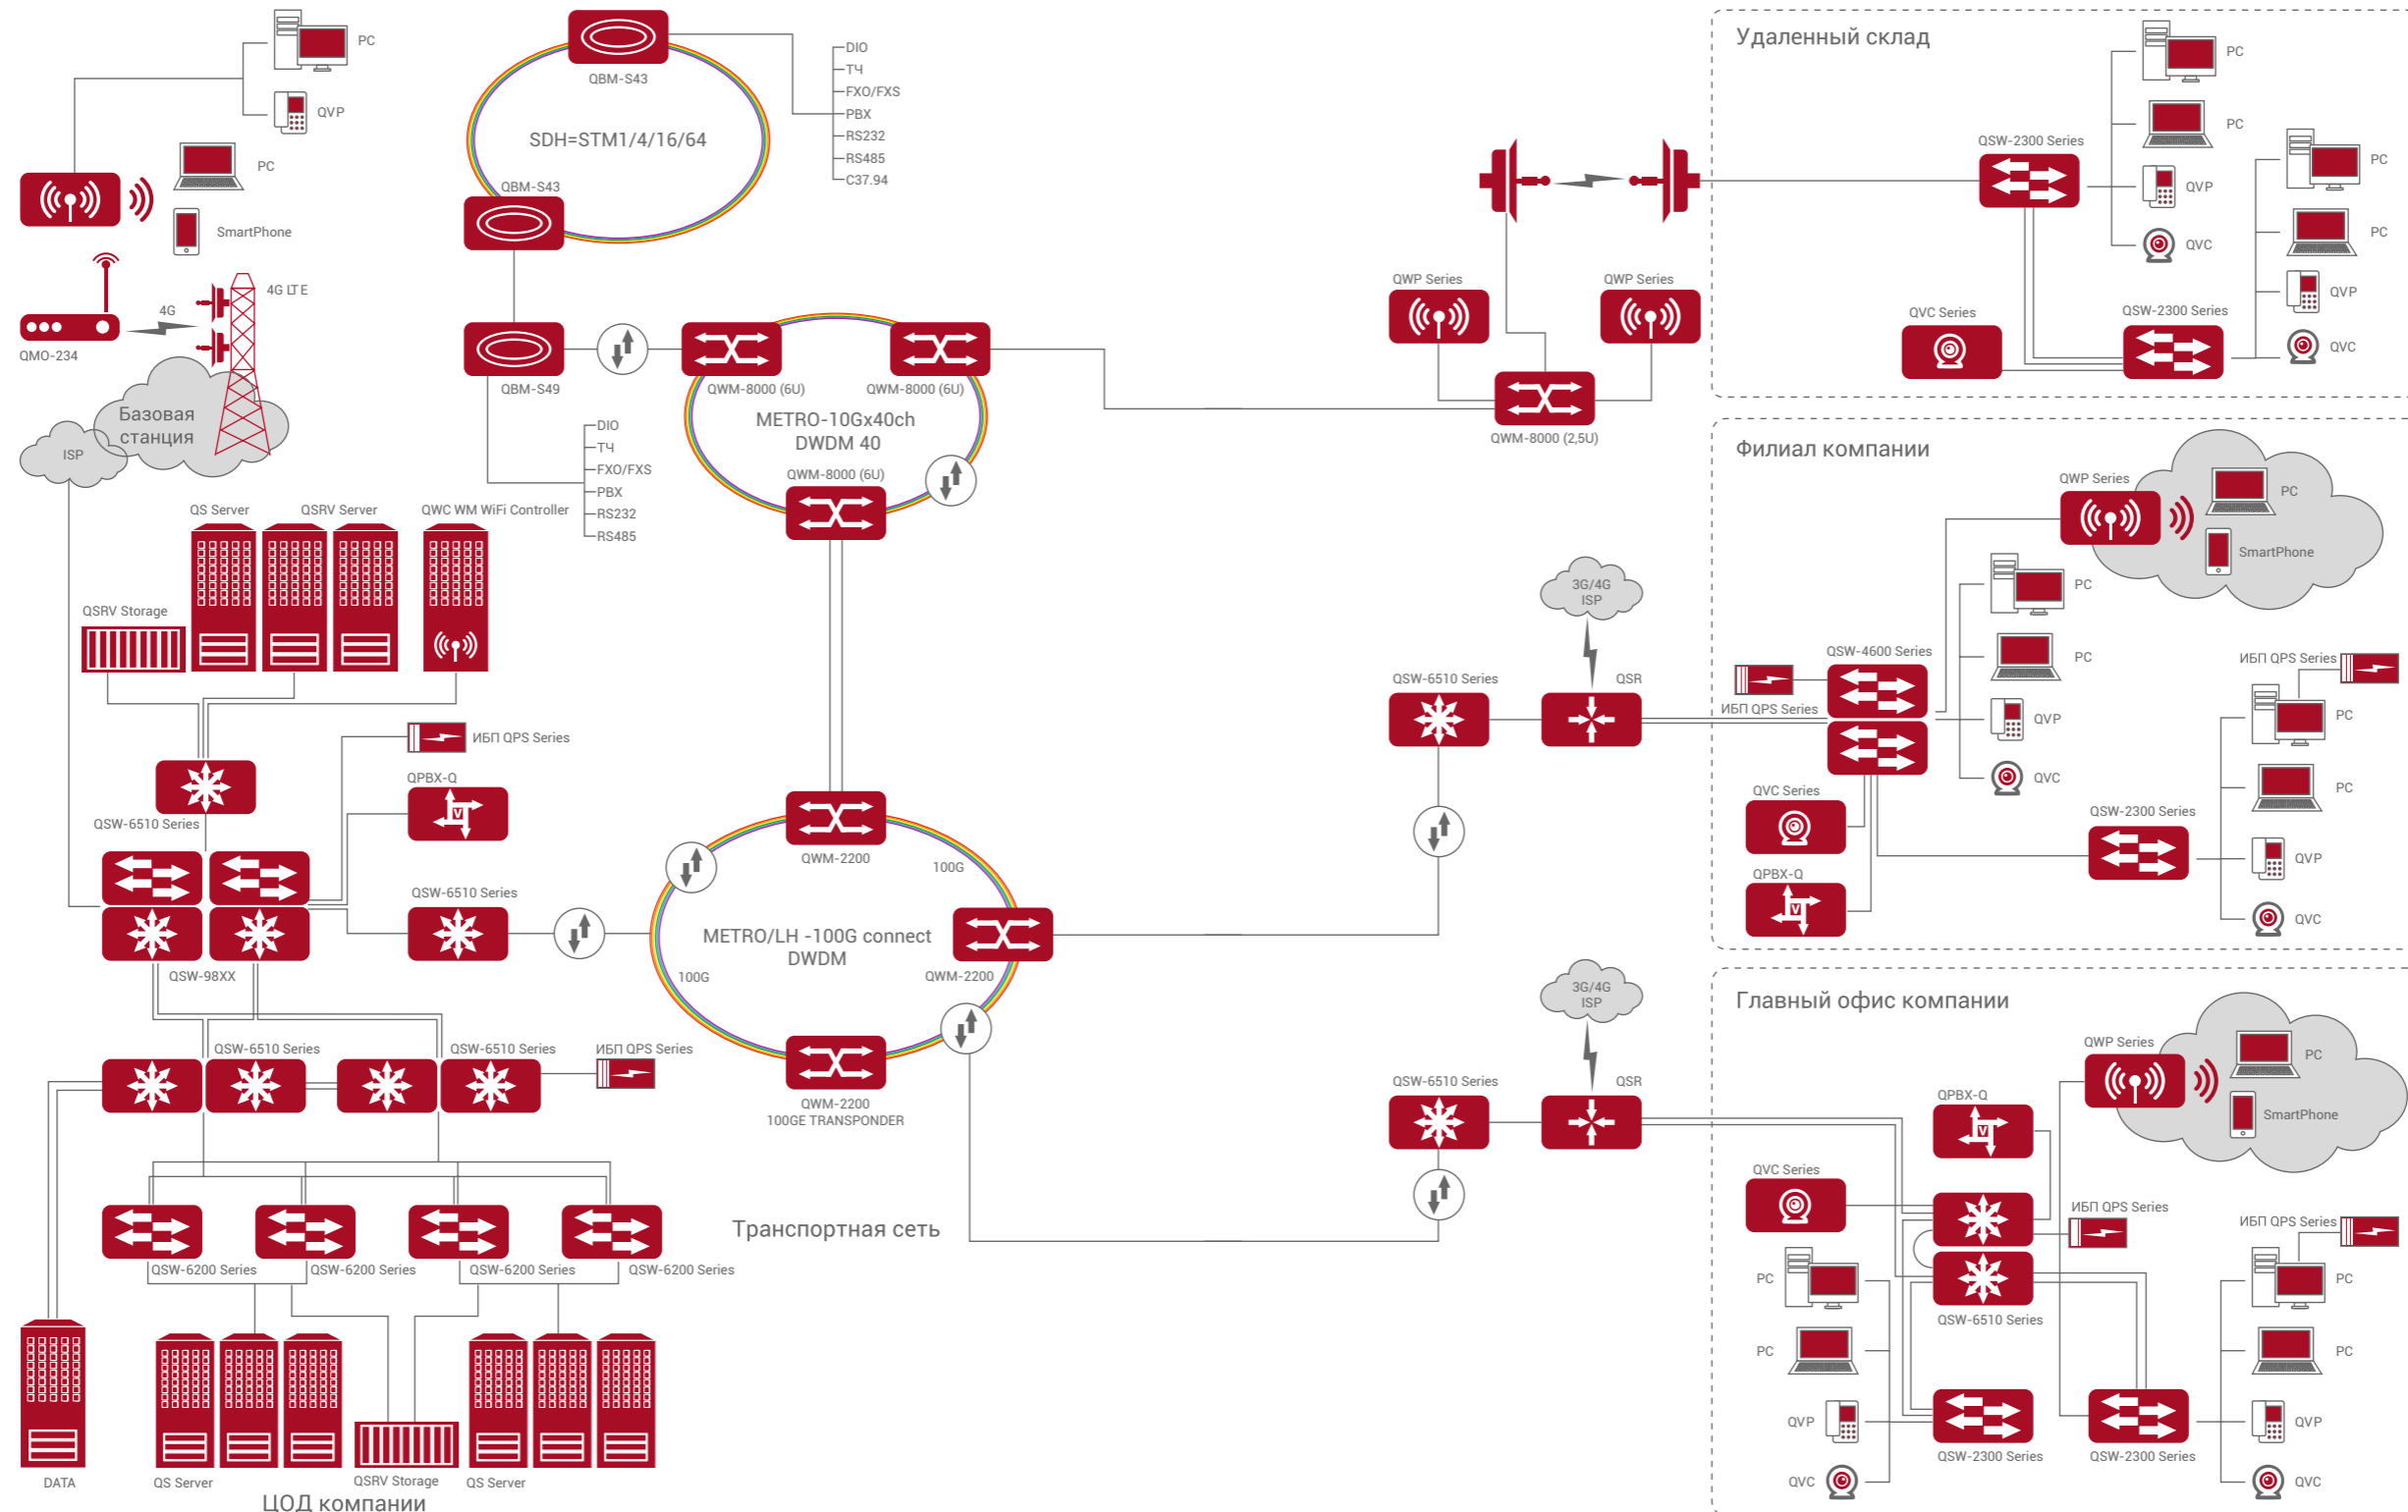 PC
QVP
PC
SmartPhone
4G LTE
4G
QMO-234
Базовая
станция
ISP
QBM-S43
SDH=STM1/4/16/64
QBM-S43
DIO
ТЧ
FXO/FXS
PBX
RS232
RS485
C37.94
QBM-S49
DIO
ТЧ
FXO/FXS
PBX
RS232
RS485
QWM-8000 (6U)
QWM-8000 (6U)
METRO-10Gx40ch
DWDM 40
QWM-8000 (6U)
QWP Series
QWP Series
QWM-8000 (2,5U)
Удаленный склад
PC
PC
QSW-2300 Series
QVP
QVC
PC
PC
QVP
QVC
QVC Series
QSW-2300 Series
QS Server
QSRV Server
QWC WM WiFi Controller
QSRV Storage
ИБП QPS Series
QPBX-Q
V
QSW-6510 Series
QSW-6510 Series
QSW-98XX
QSW-6510 Series
QSW-6510 Series
ИБП QPS Series
QSW-6200 Series
QSW-6200 Series
QSW-6200 Series
QSW-6200 Series
DATA
QS Server
QSRV Storage
QS Server
ЦОД компании
QWM-2200
100G
METRO/LH -100G connect
DWDM
QWM-2200
100G
QWM-2200
100GE TRANSPONDER
Транспортная сеть
3G/4G
ISP
QSW-6510 Series
QSR
3G/4G
ISP
QSW-6510 Series
QSR
Филиал компании
QWP Series
PC
SmartPhone
PC
PC
QVP
QVC
QSW-4600 Series
ИБП QPS Series
QVC Series
QPBX-Q
V
QSW-2300 Series
ИБП QPS Series
PC
PC
QVP
QVC
Главный офис компании
QWP Series
PC
SmartPhone
QPBX-Q
V
QVC Series
ИБП QPS Series
QSW-6510 Series
PC
PC
QVP
QVC
QSW-2300 Series
QSW-2300 Series
ИБП QPS Series
PC
PC
QVP
QVC